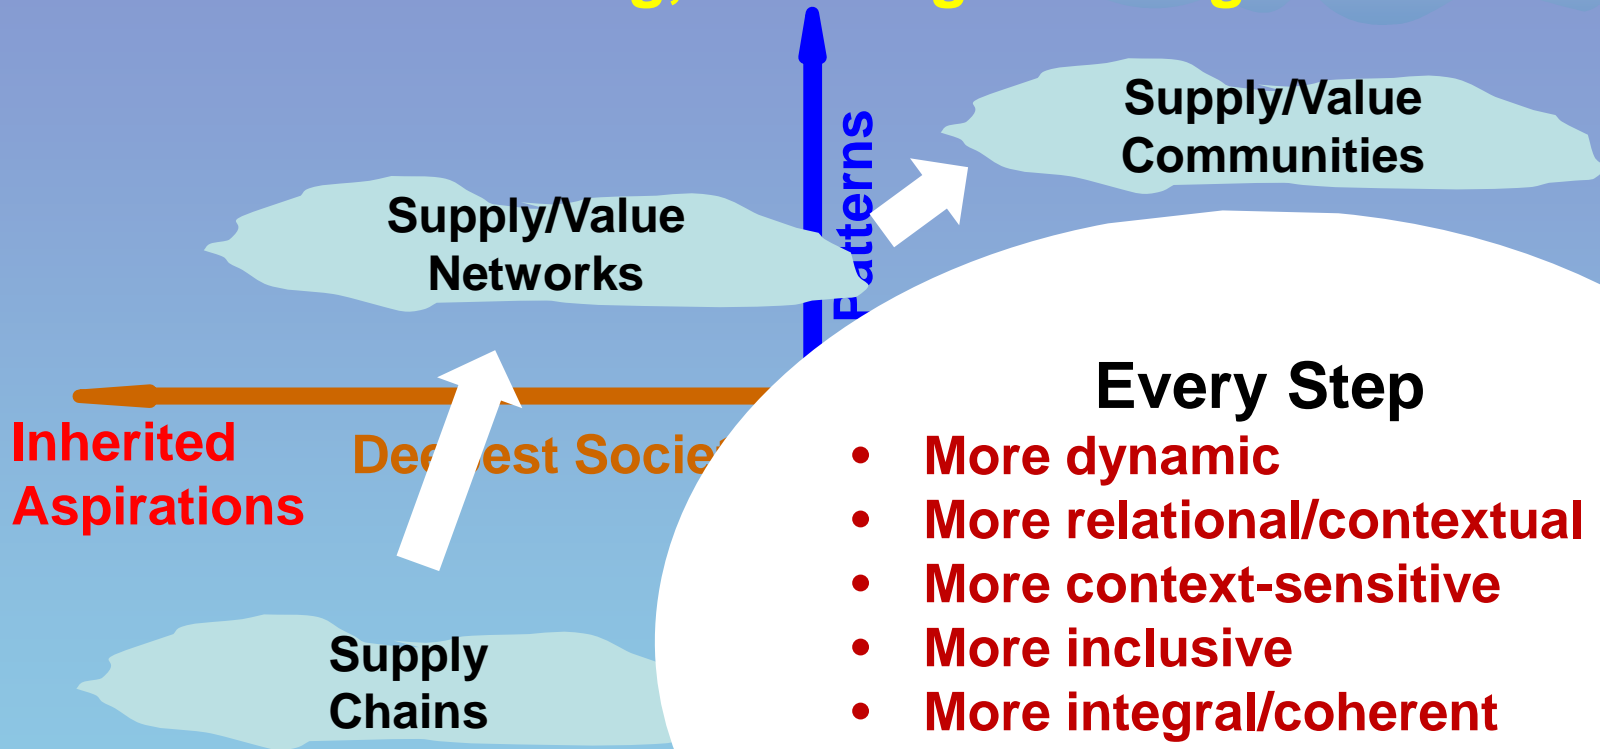 Supply/Value
Communities
Patterns
Supply/Value
Networks
Every Step
Inherited
Aspirations
• More dynamic
• More relational/contextual
• More context-sensitive
• More inclusive
• More integral/coherent
Supply
Chains